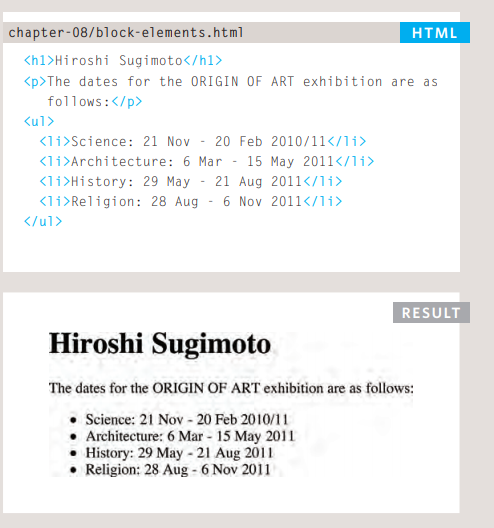 chapter-08/block-elements.html HTML
<h1>Hiroshi Sugimoto</h1>
<p>The dates for the ORIGIN OF ART exhibition are as
follows:</p>
<ul>
<li>Science: 21 Nov - 20 Feb 2010/11</li>
<li>Architecture: 6 Mar - 15 May 2011</li>
<li>History: 29 May - 21 Aug 2011</li>
<li>Religion: 28 Aug - 6 Nov 2011</li>
</ul>
RESULT
Hiroshi Sugimoto
The dates for the ORIGIN OF ART exhibition are as follows:
• Science: 21 Nov - 20 Feb 2010/11
• Architecture: 6 Mar - 15 May 2011
• History: 29 May - 21 Aug 2011
• Religion: 28 Aug - 6 Nov 2011